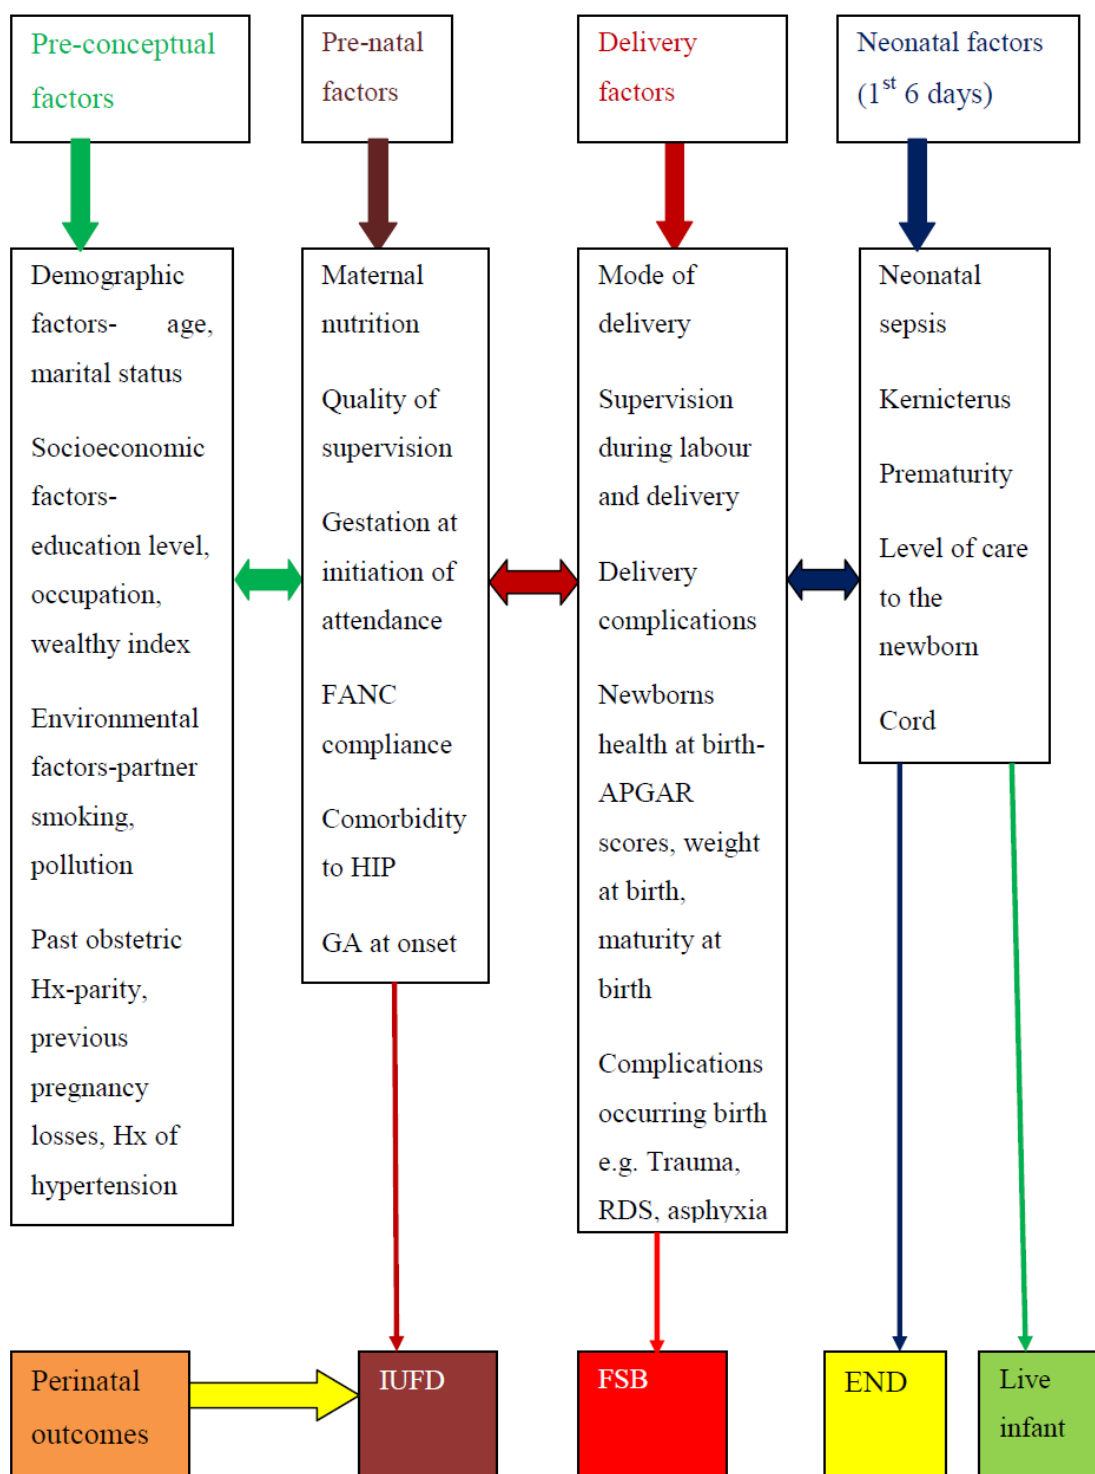 Pre-conceptual
factors
Pre-natal
factors
Delivery
factors
Neonatal factors
(1st 6 days)
Demographic
factors- age,
marital status
Socioeconomic
factors-
education level,
occupation,
wealthy index
Environmental
factors-partner
smoking,
pollution
Past obstetric
Hx-parity,
previous
pregnancy
losses, Hx of
hypertension
Maternal
nutrition
Quality of
supervision
Gestation at
initiation of
attendance
FANC
compliance
Comorbidity
to HIP
GA at onset
Mode of
delivery
Supervision
during labour
and delivery
Delivery
complications
Newborns
health at birth-
APGAR
scores, weight
at birth,
maturity at
birth
Complications
occurring birth
e.g. Trauma,
RDS, asphyxia
Neonatal
sepsis
Kernicterus
Prematurity
Level of care
to the
newborn
Cord
Perinatal
outcomes
IUFD
FSB
END
Live
infant